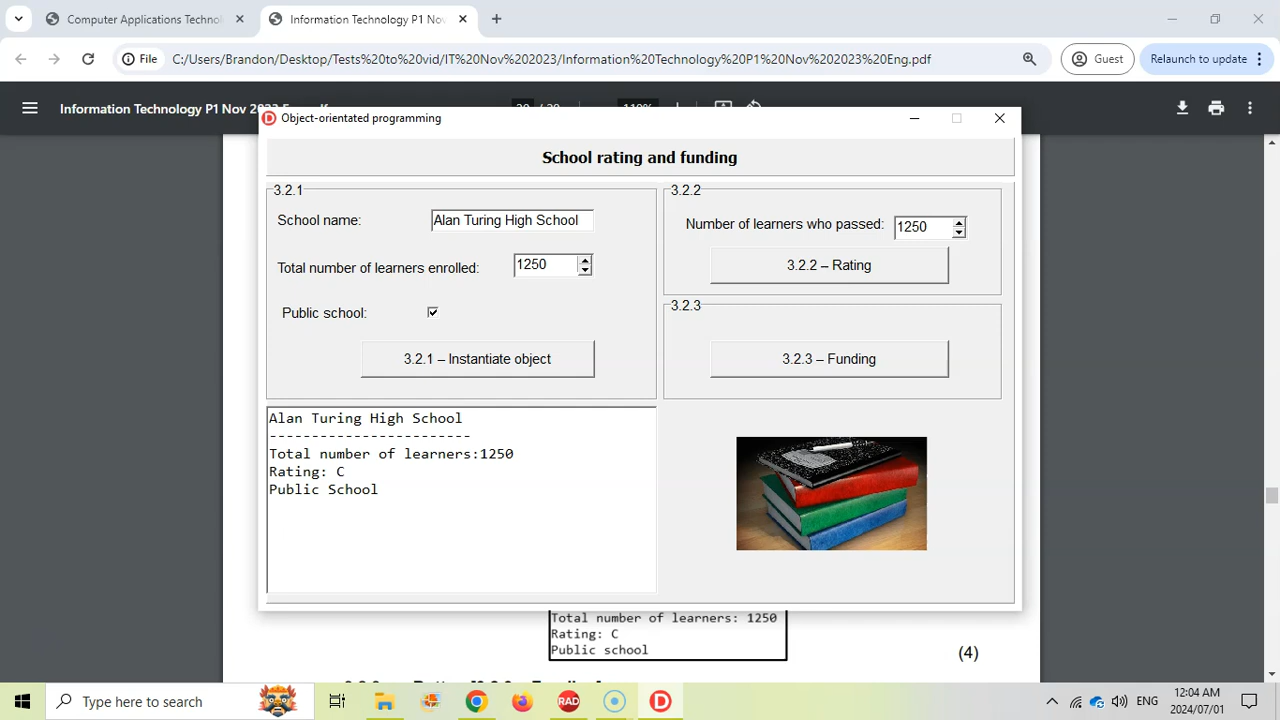 Computer Applications Technol
Information Technology P1 Nov
File
C:/Users/Brandon/Desktop/Tests%20to%20vid/IT%20Nov%202023/Information%20Technology%20P1%20Nov%202023%20Eng.pdf
Guest
Relaunch to update
Information Technology P1 Nov 2023
Object-orientated programming
School rating and funding
3.2.1
School name:
Alan Turing High School
Total number of learners enrolled:
1250
Public school:
3.2.1 – Instantiate object
3.2.2
Number of learners who passed:
1250
3.2.2 – Rating
3.2.3
3.2.3 – Funding
Alan Turing High School
------------------------
Total number of learners:1250
Rating: C
Public School
Total number of learners: 1250
Rating: C
Public school
(4)
Type here to search
RAD
ENG
12:04 AM
2024/07/01